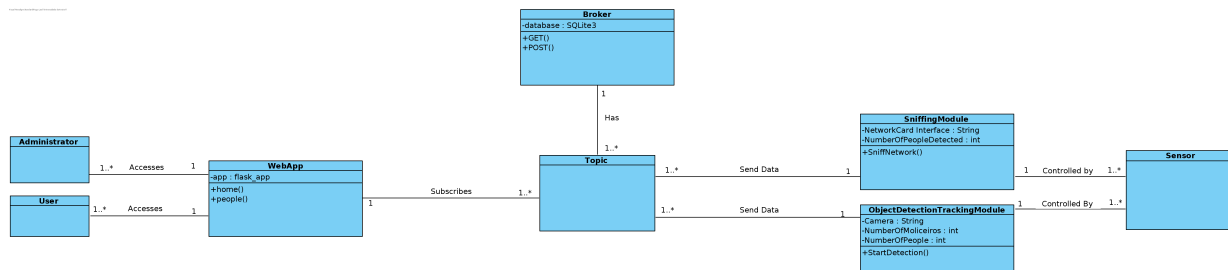 Broker
-database : SQLite3
+GET()
+POST()
1
Has
1..*
Administrator
1..*
Accesses
1
User
1..*
Accesses
1
WebApp
-app : flask_app
+home()
+people()
1
Subscribes
1..*
Topic
1..*
Send Data
1
1..*
Send Data
1
SniffingModule
-NetworkCard Interface : String
-NumberOfPeopleDetected : int
+SniffNetwork()
1
Controlled by
1..*
ObjectDetectionTrackingModule
-Camera : String
-NumberOfMoliceiros : int
-NumberOfPeople : int
+StartDetection()
1
Controlled By
1..*
Sensor